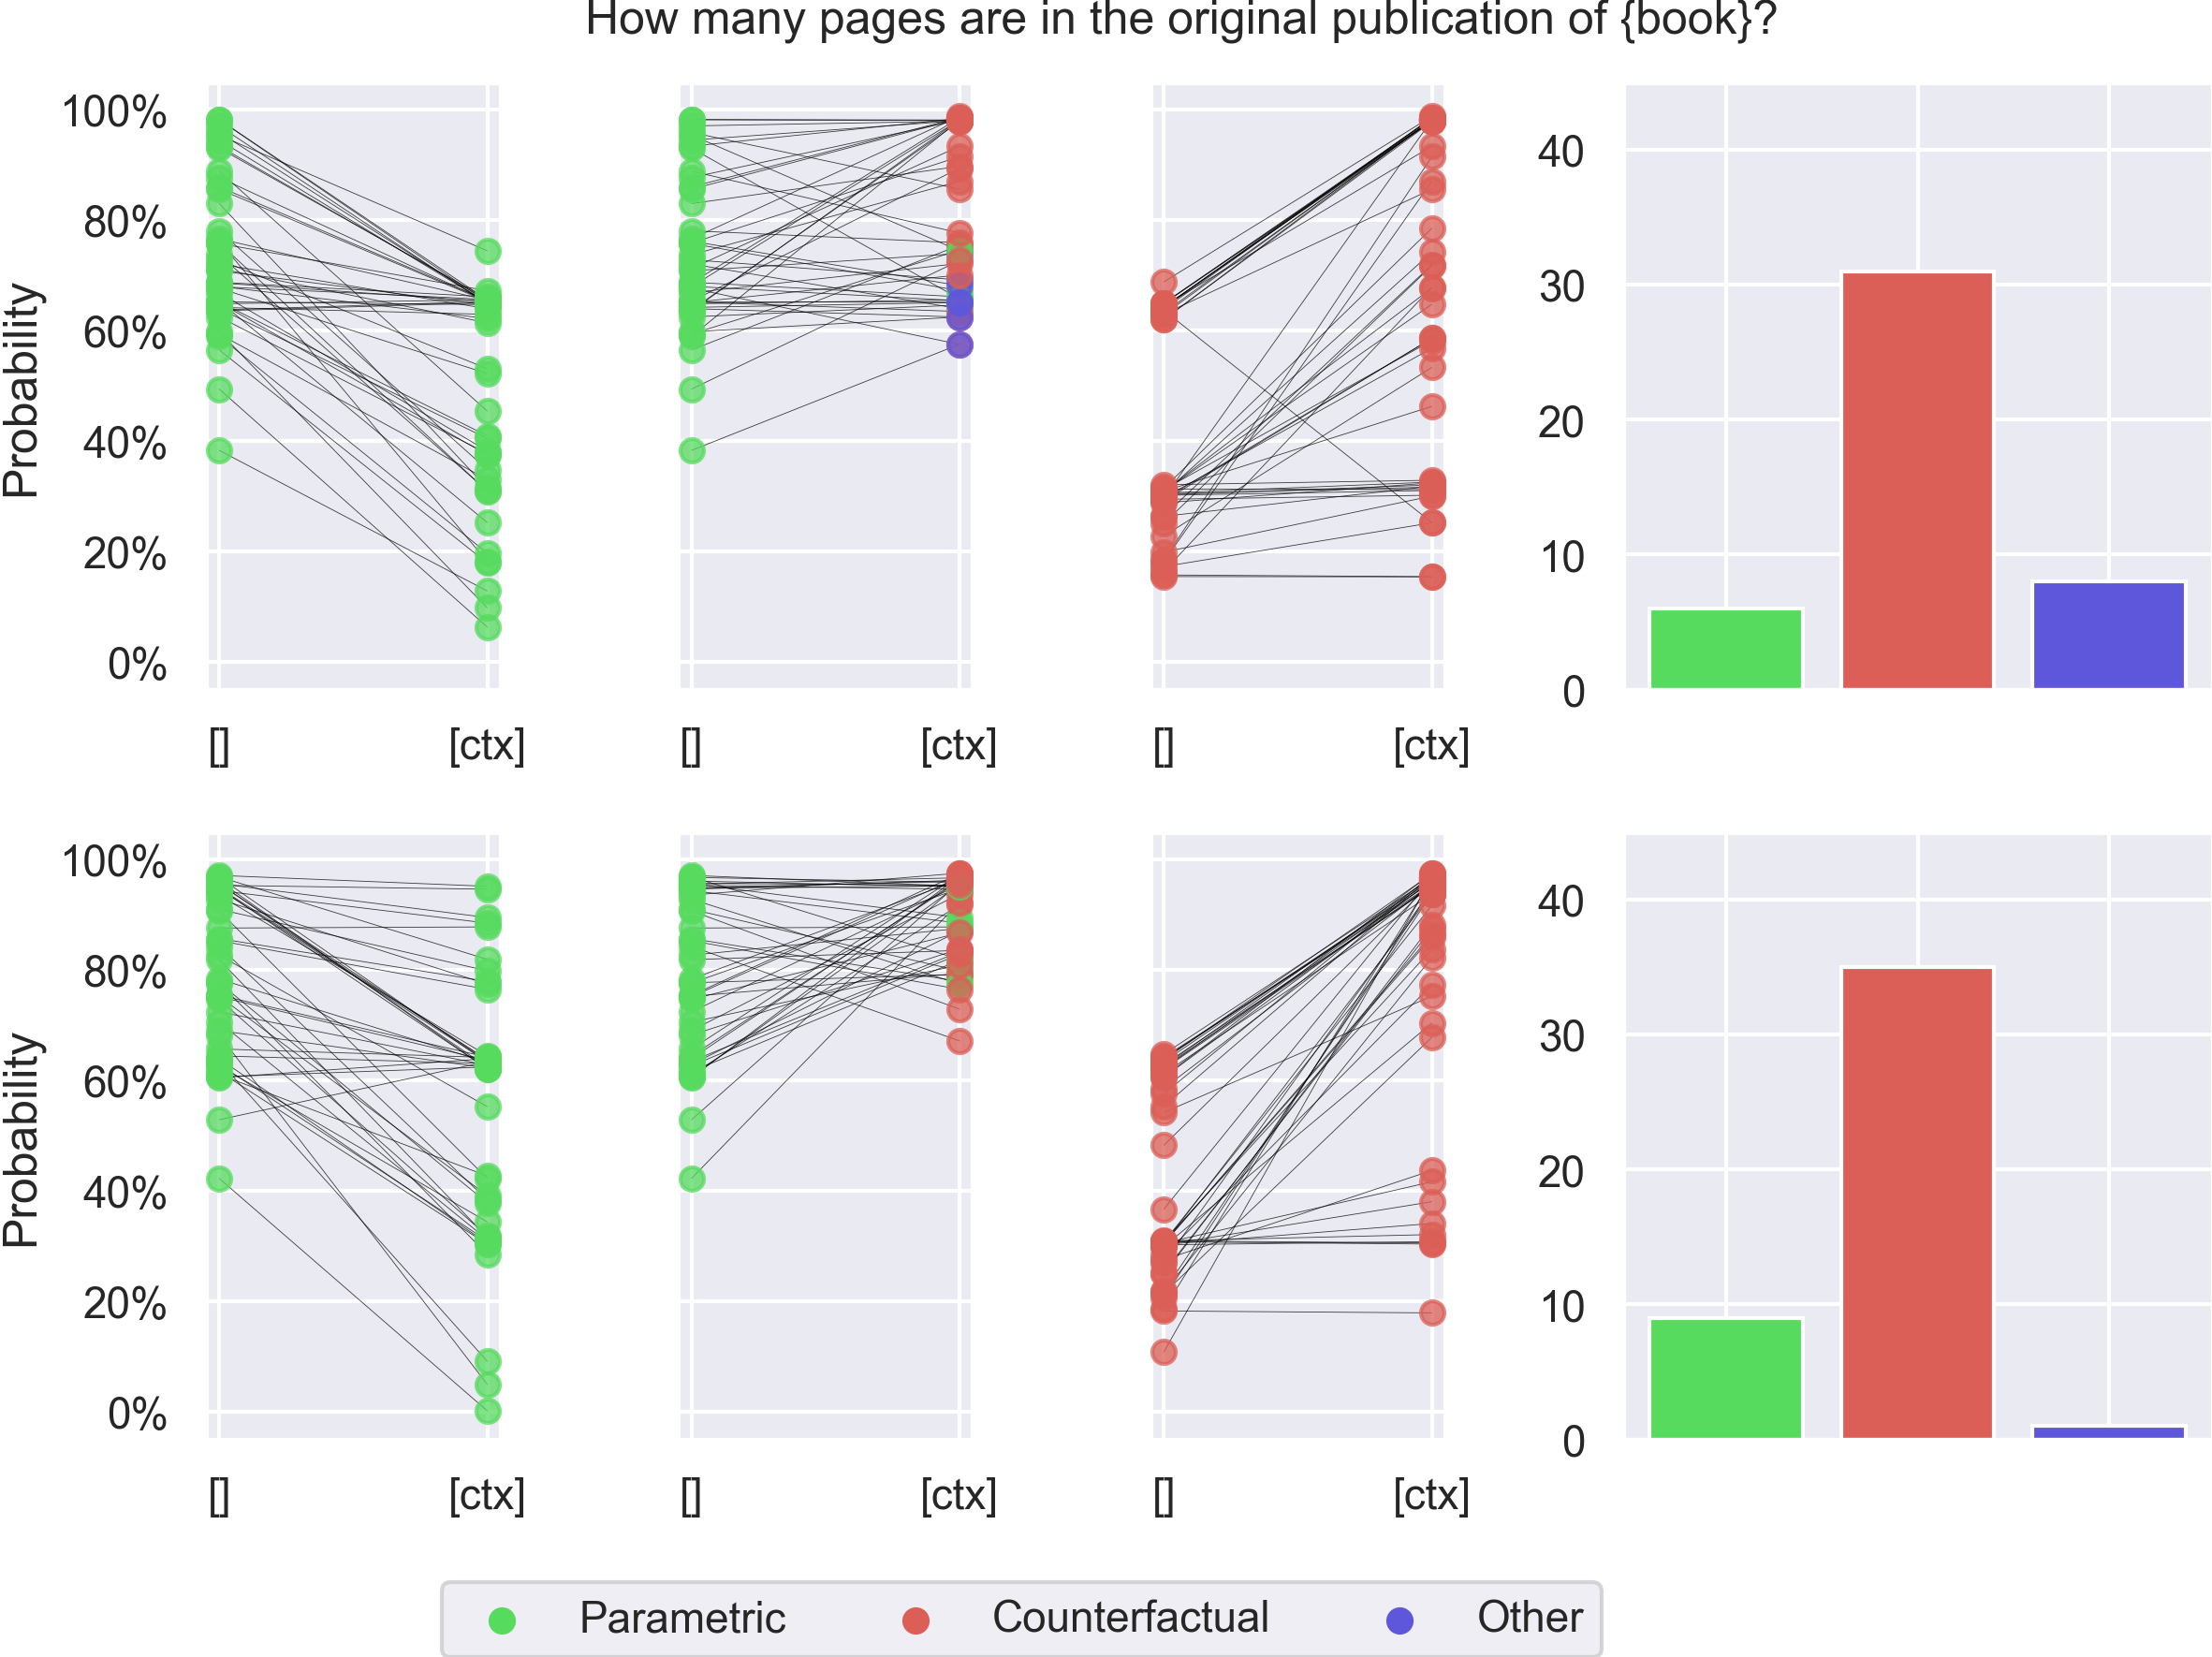 How many pages are in the original publication of {book}?
Probability
100%
80%
60%
40%
20%
0%
[]
[ctx]
[]
[ctx]
[]
[ctx]
40
30
20
10
0
Probability
100%
80%
60%
40%
20%
0%
[]
[ctx]
[]
[ctx]
[]
[ctx]
40
30
20
10
0
Parametric
Counterfactual
Other